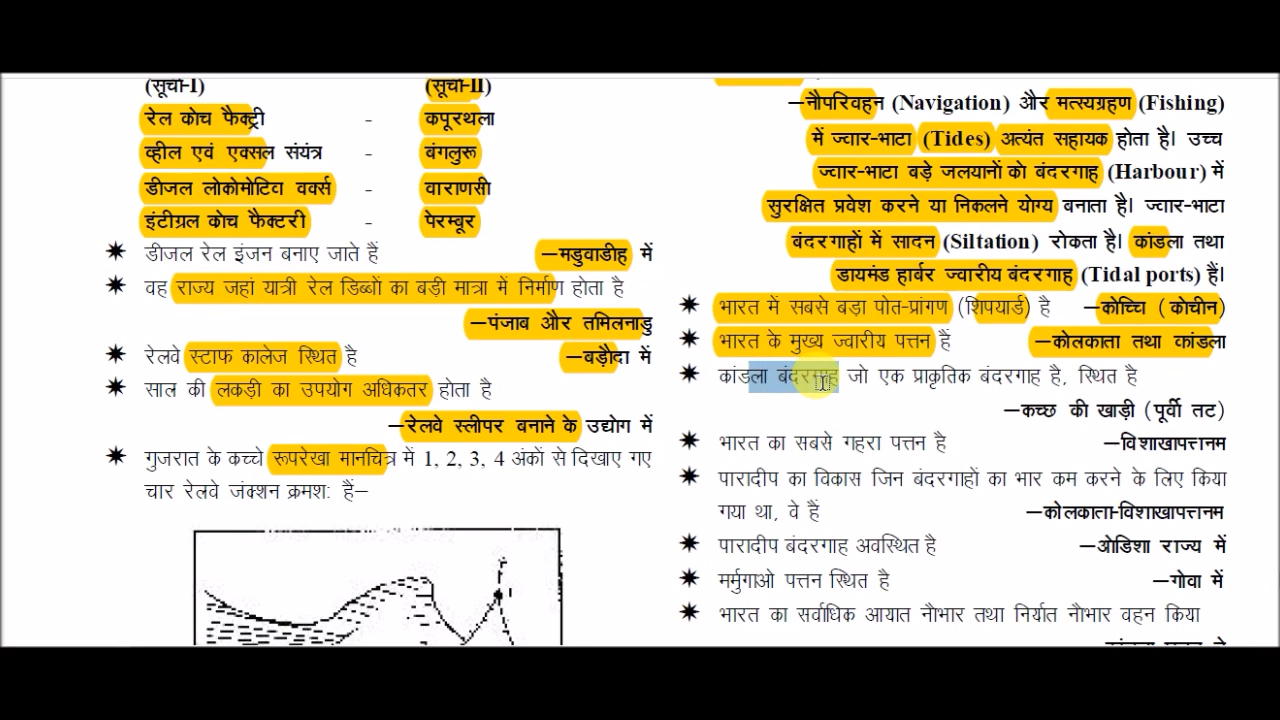 (सूची-I) (सूची-II)
रेल कोच फैक्ट्री - कपूरथला
व्हील एवं एक्सल संयंत्र - बंगलुरू
डीजल लोकोमोटिव वर्क्स - वाराणसी
इंटीग्रल कोच फैक्टरी - पेरम्बूर
डीजल रेल इंजन बनाए जाते हैं —मडुवाडीह में
वह राज्य जहां यात्री रेल डिब्बों का बड़ी मात्रा में निर्माण होता है
—पंजाब और तमिलनाडु
रेलवे स्टाफ कालेज स्थित है —बड़ौदा में
साल की लकड़ी का उपयोग अधिकतर होता है
—रेलवे स्लीपर बनाने के उद्योग में
गुजरात के कच्चे रूपरेखा मानचित्र में 1, 2, 3, 4 अंकों से दिखाए गए
चार रेलवे जंक्शन क्रमश: हैं—
—नौपरिवहन (Navigation) और मत्स्यग्रहण (Fishing)
में ज्वार-भाटा (Tides) अत्यंत सहायक होता है। उच्च
ज्वार-भाटा बड़े जलयानों को बंदरगाह (Harbour) में
सुरक्षित प्रवेश करने या निकलने योग्य बनाता है। ज्वार-भाटा
बंदरगाहों में सादन (Siltation) रोकता है। कांडला तथा
डायमंड हार्बर ज्वारीय बंदरगाह (Tidal ports) हैं।
भारत में सबसे बड़ा पोत-प्रांगण (शिपयार्ड) है —कोच्चि (कोचीन)
भारत के मुख्य ज्वारीय पत्तन हैं —कोलकाता तथा कांडला
कांडला बंदरगाह जो एक प्राकृतिक बंदरगाह है, स्थित है
—कच्छ की खाड़ी (पूर्वी तट)
भारत का सबसे गहरा पत्तन है —विशाखापत्तनम
पारादीप का विकास जिन बंदरगाहों का भार कम करने के लिए किया
गया था, वे हैं —कोलकाता-विशाखापत्तनम
पारादीप बंदरगाह अवस्थित है —ओडिशा राज्य में
मर्मुगाओ पत्तन स्थित है —गोवा में
भारत का सर्वाधिक आयात नौभार तथा निर्यात नौभार वहन किया